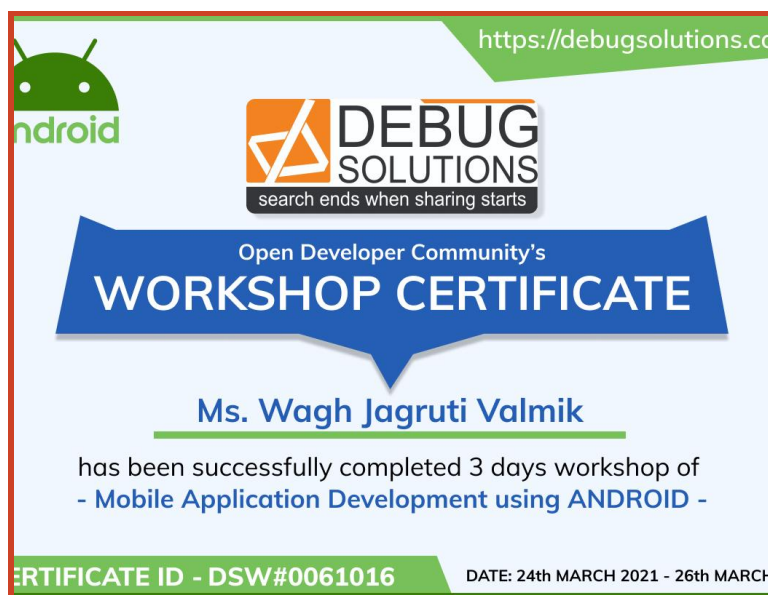 https://debugsolutions.co
ndroid
DEBUG
SOLUTIONS
search ends when sharing starts
Open Developer Community's
WORKSHOP CERTIFICATE
Ms. Wagh Jagruti Valmik
has been successfully completed 3 days workshop of
- Mobile Application Development using ANDROID -
ERTIFICATE ID - DSW#0061016
DATE: 24th MARCH 2021 - 26th MARCH